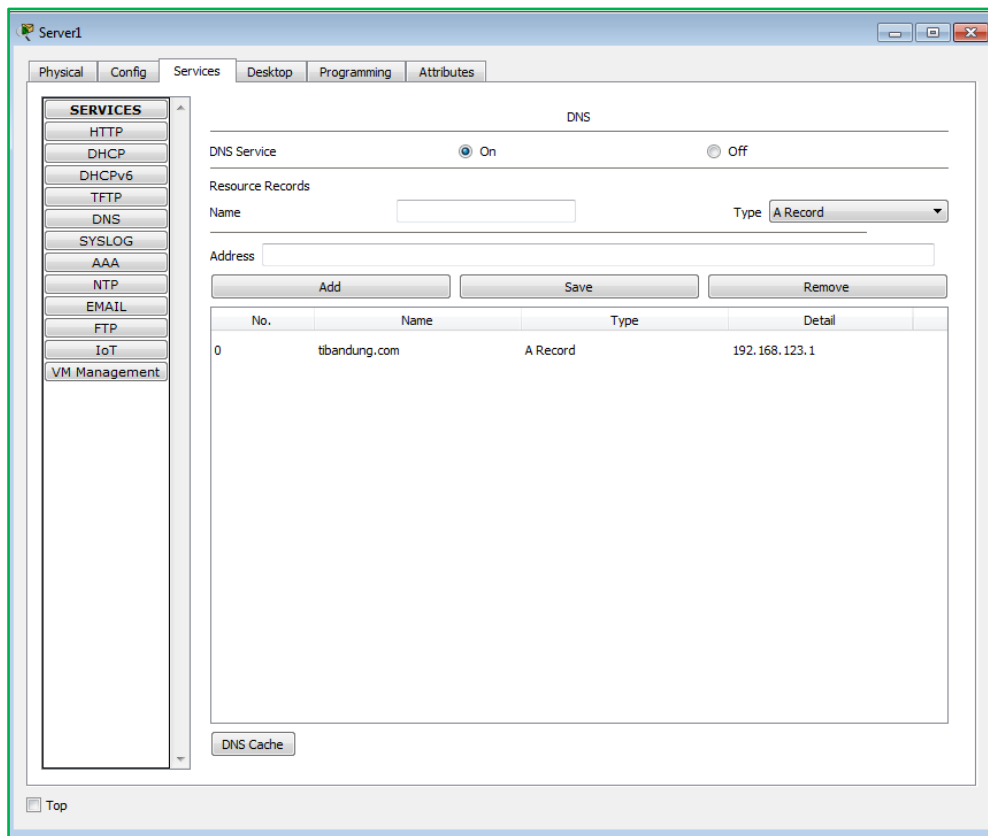 Server1
Physical Config Services Desktop Programming Attributes
SERVICES
HTTP
DHCP
DHCPv6
TFTP
DNS
SYSLOG
AAA
NTP
EMAIL
FTP
IoT
VM Management
DNS
DNS Service On Off
Resource Records
Name Type A Record
Address
Add Save Remove
No. Name Type Detail
0 tibandung.com A Record 192.168.123.1
DNS Cache
Top